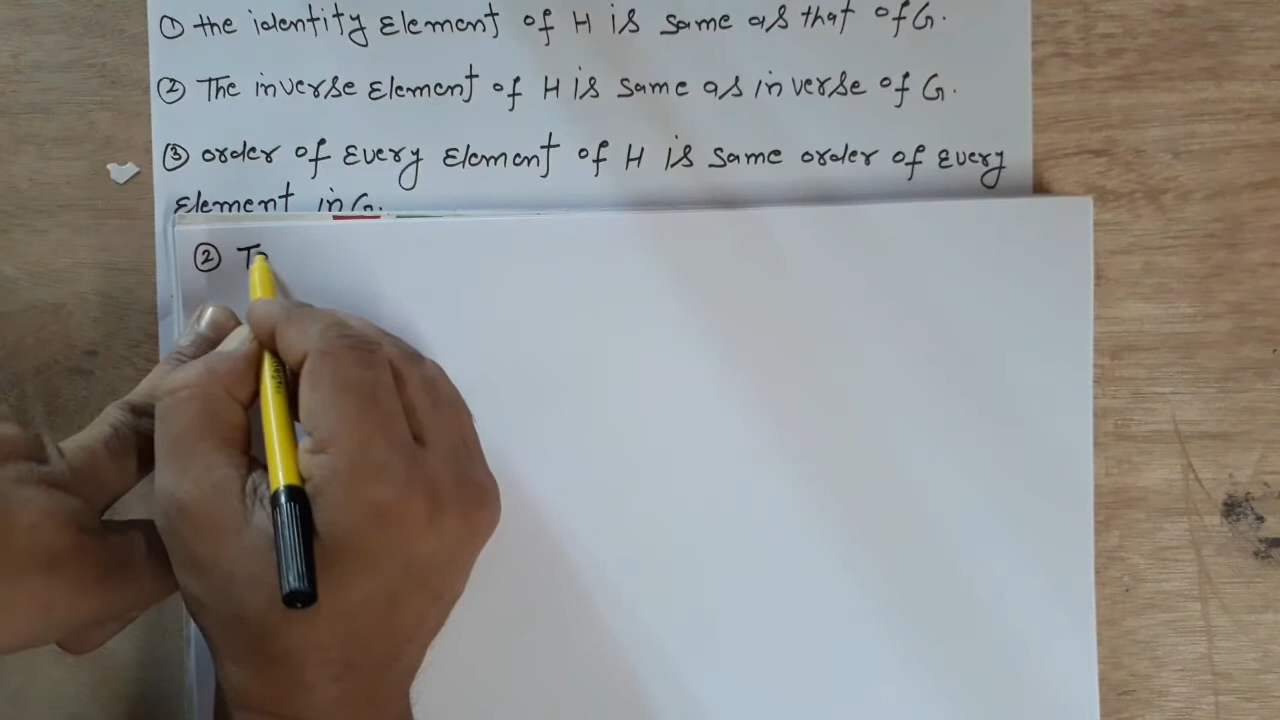 ① the identity Element of H is same as that of G.
② The inverse Element of H is same as inverse of G.
③ order of Every Element of H is same order of Every
Element in G.
② To